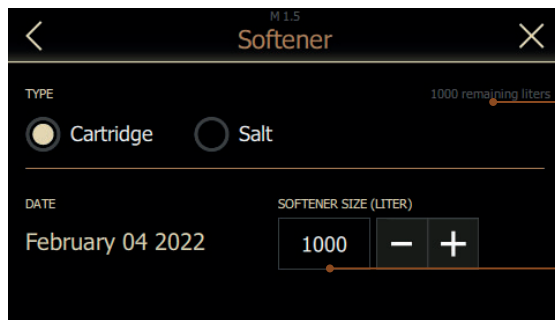 M 1.5
Softener
TYPE
1000 remaining liters
Cartridge
Salt
DATE
SOFTENER SIZE (LITER)
February 04 2022
1000